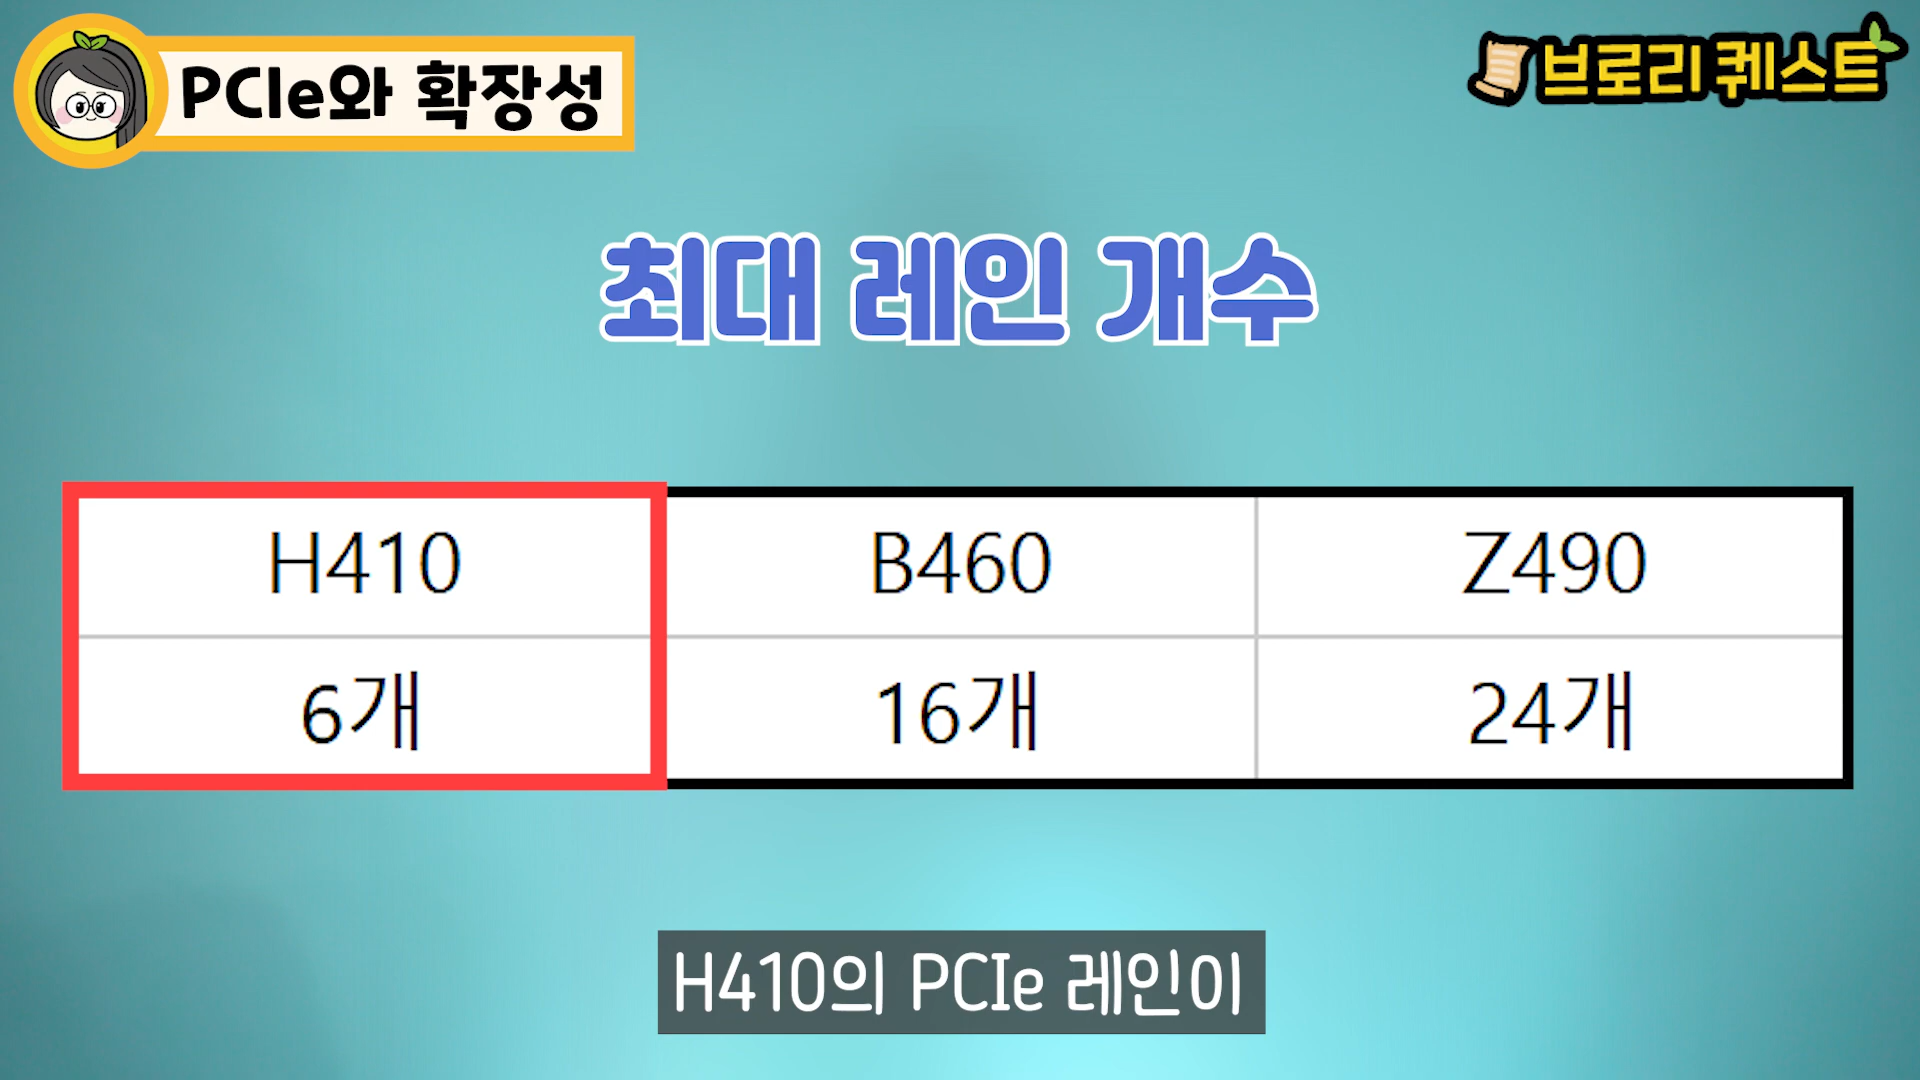 PCIe와 확장성
브로리 퀘스트
최대 레인 개수
H410 B460 Z490
6개 16개 24개
H410의 PCIe 레인이